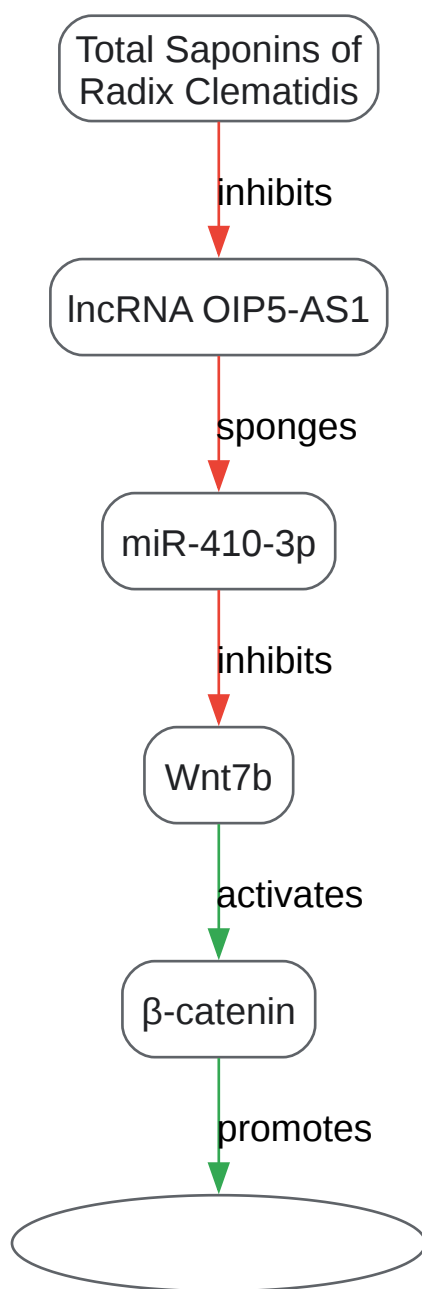 Total Saponins of
Radix Clematidis
inhibits
lncRNA OIP5-AS1
sponges
miR-410-3p
inhibits
Wnt7b
activates
β-catenin
promotes